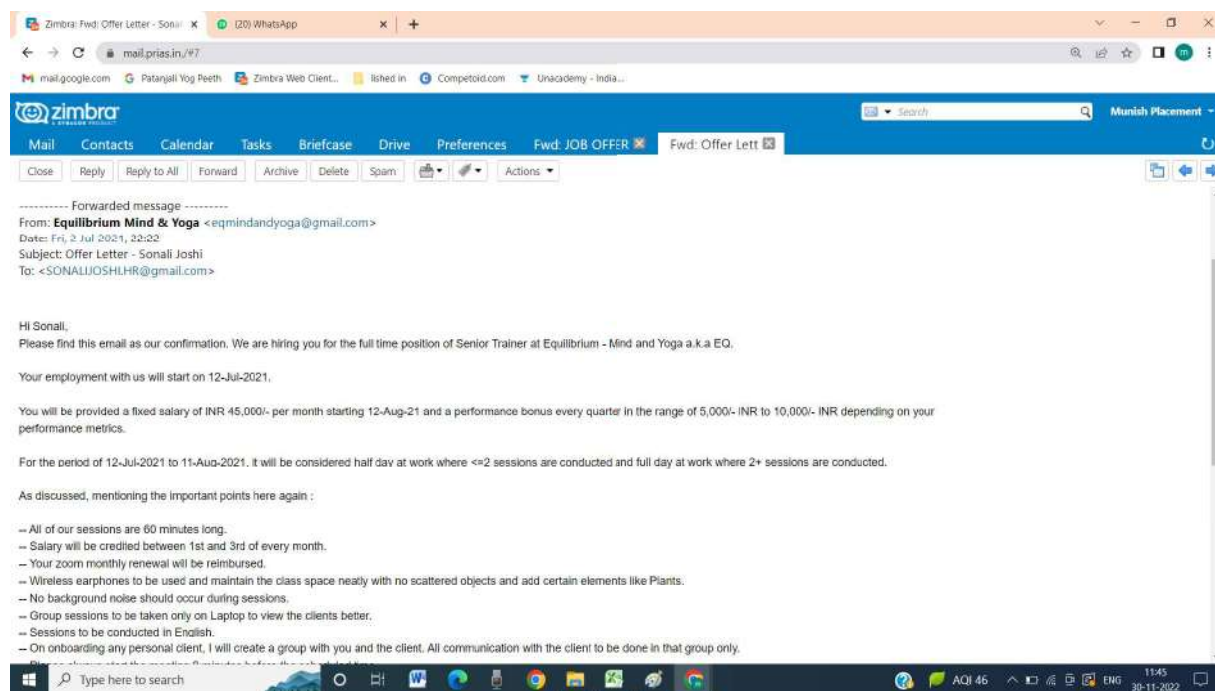 Zimbra: Fwd: Offer Letter - Sonal
(20) WhatsApp
mail.prias.in./#7
mail.google.com Patanjali Yog Peeth Zimbra Web Client... lished in Competoid.com Unacademy - India...
zimbra
Search
Munish Placement
Mail Contacts Calendar Tasks Briefcase Drive Preferences Fwd: JOB OFFER Fwd: Offer Lett
Close Reply Reply to All Forward Archive Delete Spam Actions
---------- Forwarded message ---------
From: Equilibrium Mind & Yoga <eqmindandyoga@gmail.com>
Date: Fri, 2 Jul 2021, 22:22
Subject: Offer Letter - Sonali Joshi
To: <SONALIJOSHI.HR@gmail.com>
Hi Sonali,
Please find this email as our confirmation. We are hiring you for the full time position of Senior Trainer at Equilibrium - Mind and Yoga a.k.a EQ.
Your employment with us will start on 12-Jul-2021.
You will be provided a fixed salary of INR 45,000/- per month starting 12-Aug-21 and a performance bonus every quarter in the range of 5,000/- INR to 10,000/- INR depending on your
performance metrics.
For the period of 12-Jul-2021 to 11-Aug-2021, it will be considered half day at work where <=2 sessions are conducted and full day at work where 2+ sessions are conducted.
As discussed, mentioning the important points here again :
-- All of our sessions are 60 minutes long.
-- Salary will be credited between 1st and 3rd of every month.
-- Your zoom monthly renewal will be reimbursed.
-- Wireless earphones to be used and maintain the class space neatly with no scattered objects and add certain elements like Plants.
-- No background noise should occur during sessions.
-- Group sessions to be taken only on Laptop to view the clients better.
-- Sessions to be conducted in English.
-- On onboarding any personal client, I will create a group with you and the client. All communication with the client to be done in that group only.
Type here to search
AQI 46
ENG
11:45
30-11-2022